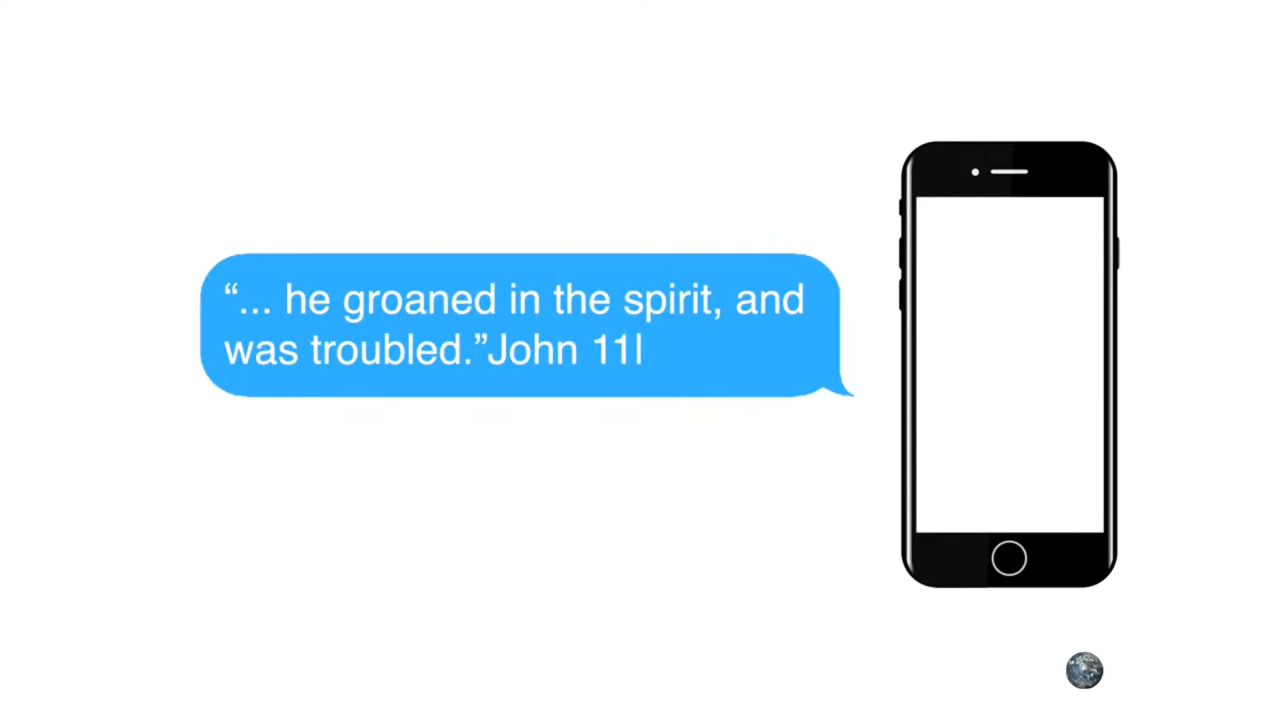 “... he groaned in the spirit, and
was troubled.”John 11